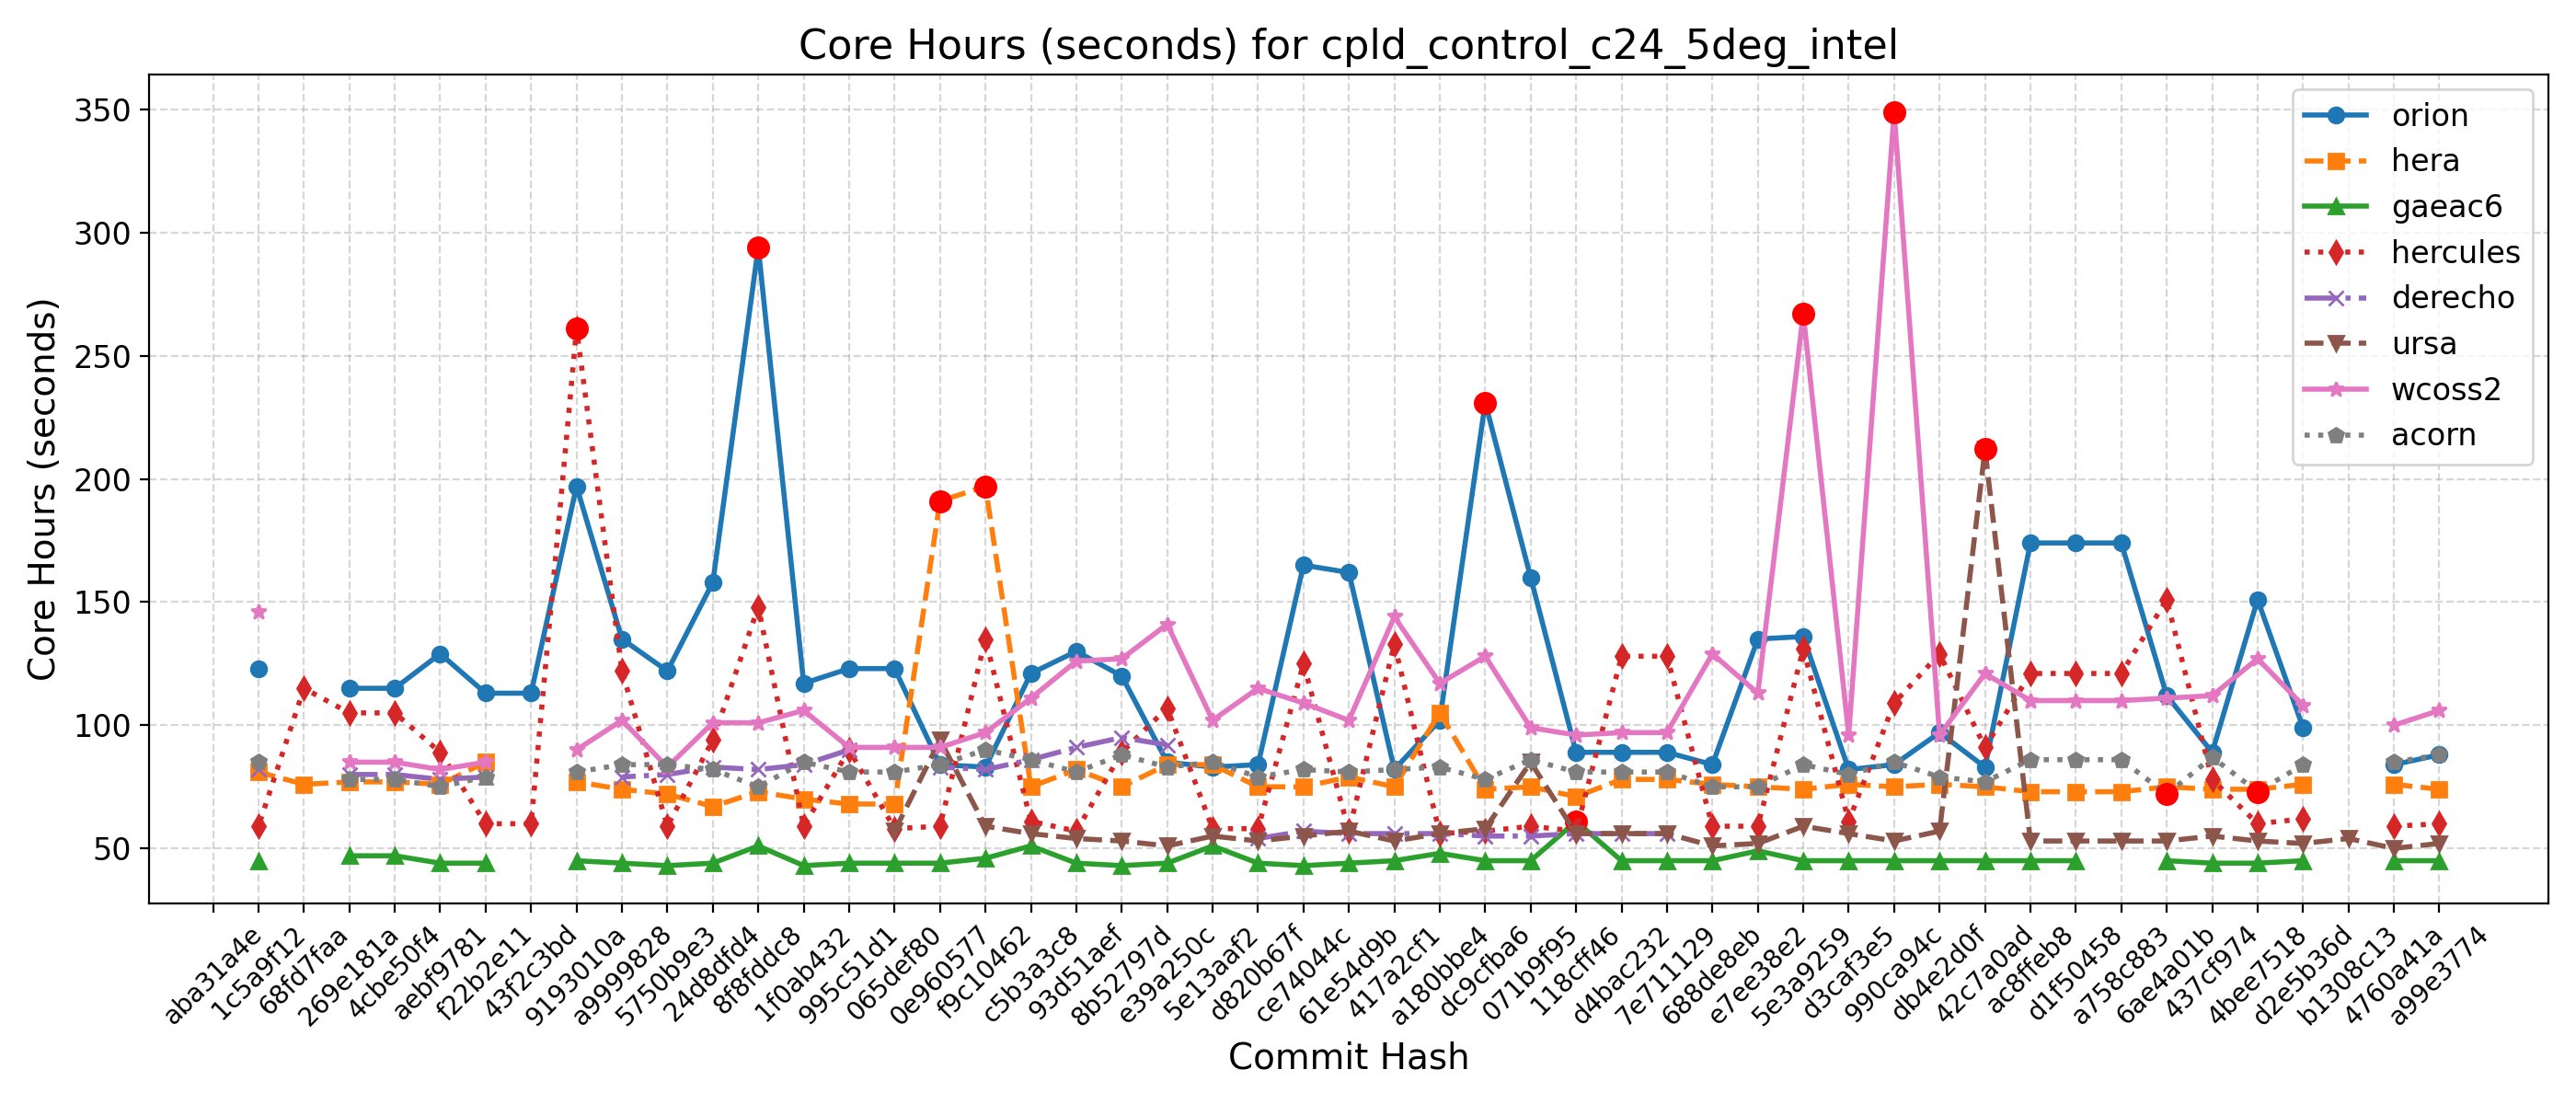 Core Hours (seconds) for cpld_control_c24_5deg_intel
Core Hours (seconds)
350
300
250
200
150
100
50
orion
hera
gaeac6
hercules
derecho
ursa
wcoss2
acorn
aba31a4e
1c5a9f12
68fd7faa
269e181a
4cbe50f4
aebf9781
f22b2e11
43f2c3bd
9193010a
a9999828
5750b9e3
24d8dfd4
8f8fddc8
1f0ab432
995c51d1
065def80
0e960577
f9c10462
c5b3a3c8
93d51aef
8b52797d
e39a250c
5e13aaf2
d820b67f
ce74044c
61e54d9b
417a2cf1
a180bbe4
dc9cfba6
071b9f95
118cff46
d4bac232
7e711129
688de8eb
e7ee38e2
5e3a9259
d3caf3e5
990ca94c
db4e2d0f
42c7a0ad
ac8ffeb8
d1f50458
a758c883
6ae4a01b
437cf974
4bee7518
d2e5b36d
b1308c13
4760a41a
a99e3774
Commit Hash